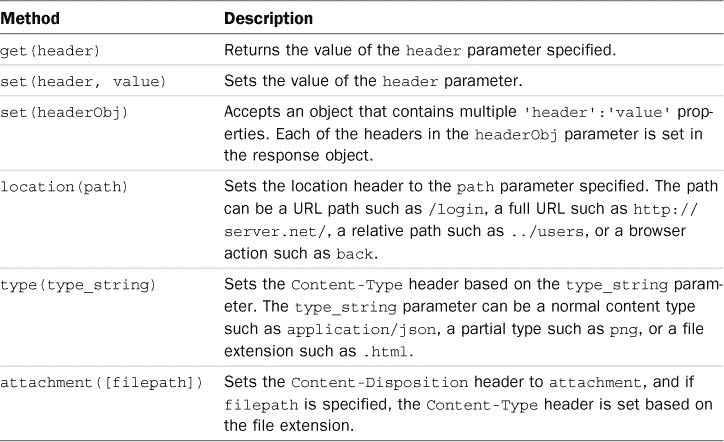 Method Description
get(header) Returns the value of the header parameter specified.
set(header, value) Sets the value of the header parameter.
set(headerObj) Accepts an object that contains multiple 'header':'value' prop-
erties. Each of the headers in the headerObj parameter is set in
the response object.
location(path) Sets the location header to the path parameter specified. The path
can be a URL path such as /login, a full URL such as http://
server.net/, a relative path such as ../users, or a browser
action such as back.
type(type_string) Sets the Content-Type header based on the type_string param-
eter. The type_string parameter can be a normal content type
such as application/json, a partial type such as png, or a file
extension such as .html.
attachment([filepath]) Sets the Content-Disposition header to attachment, and if
filepath is specified, the Content-Type header is set based on
the file extension.